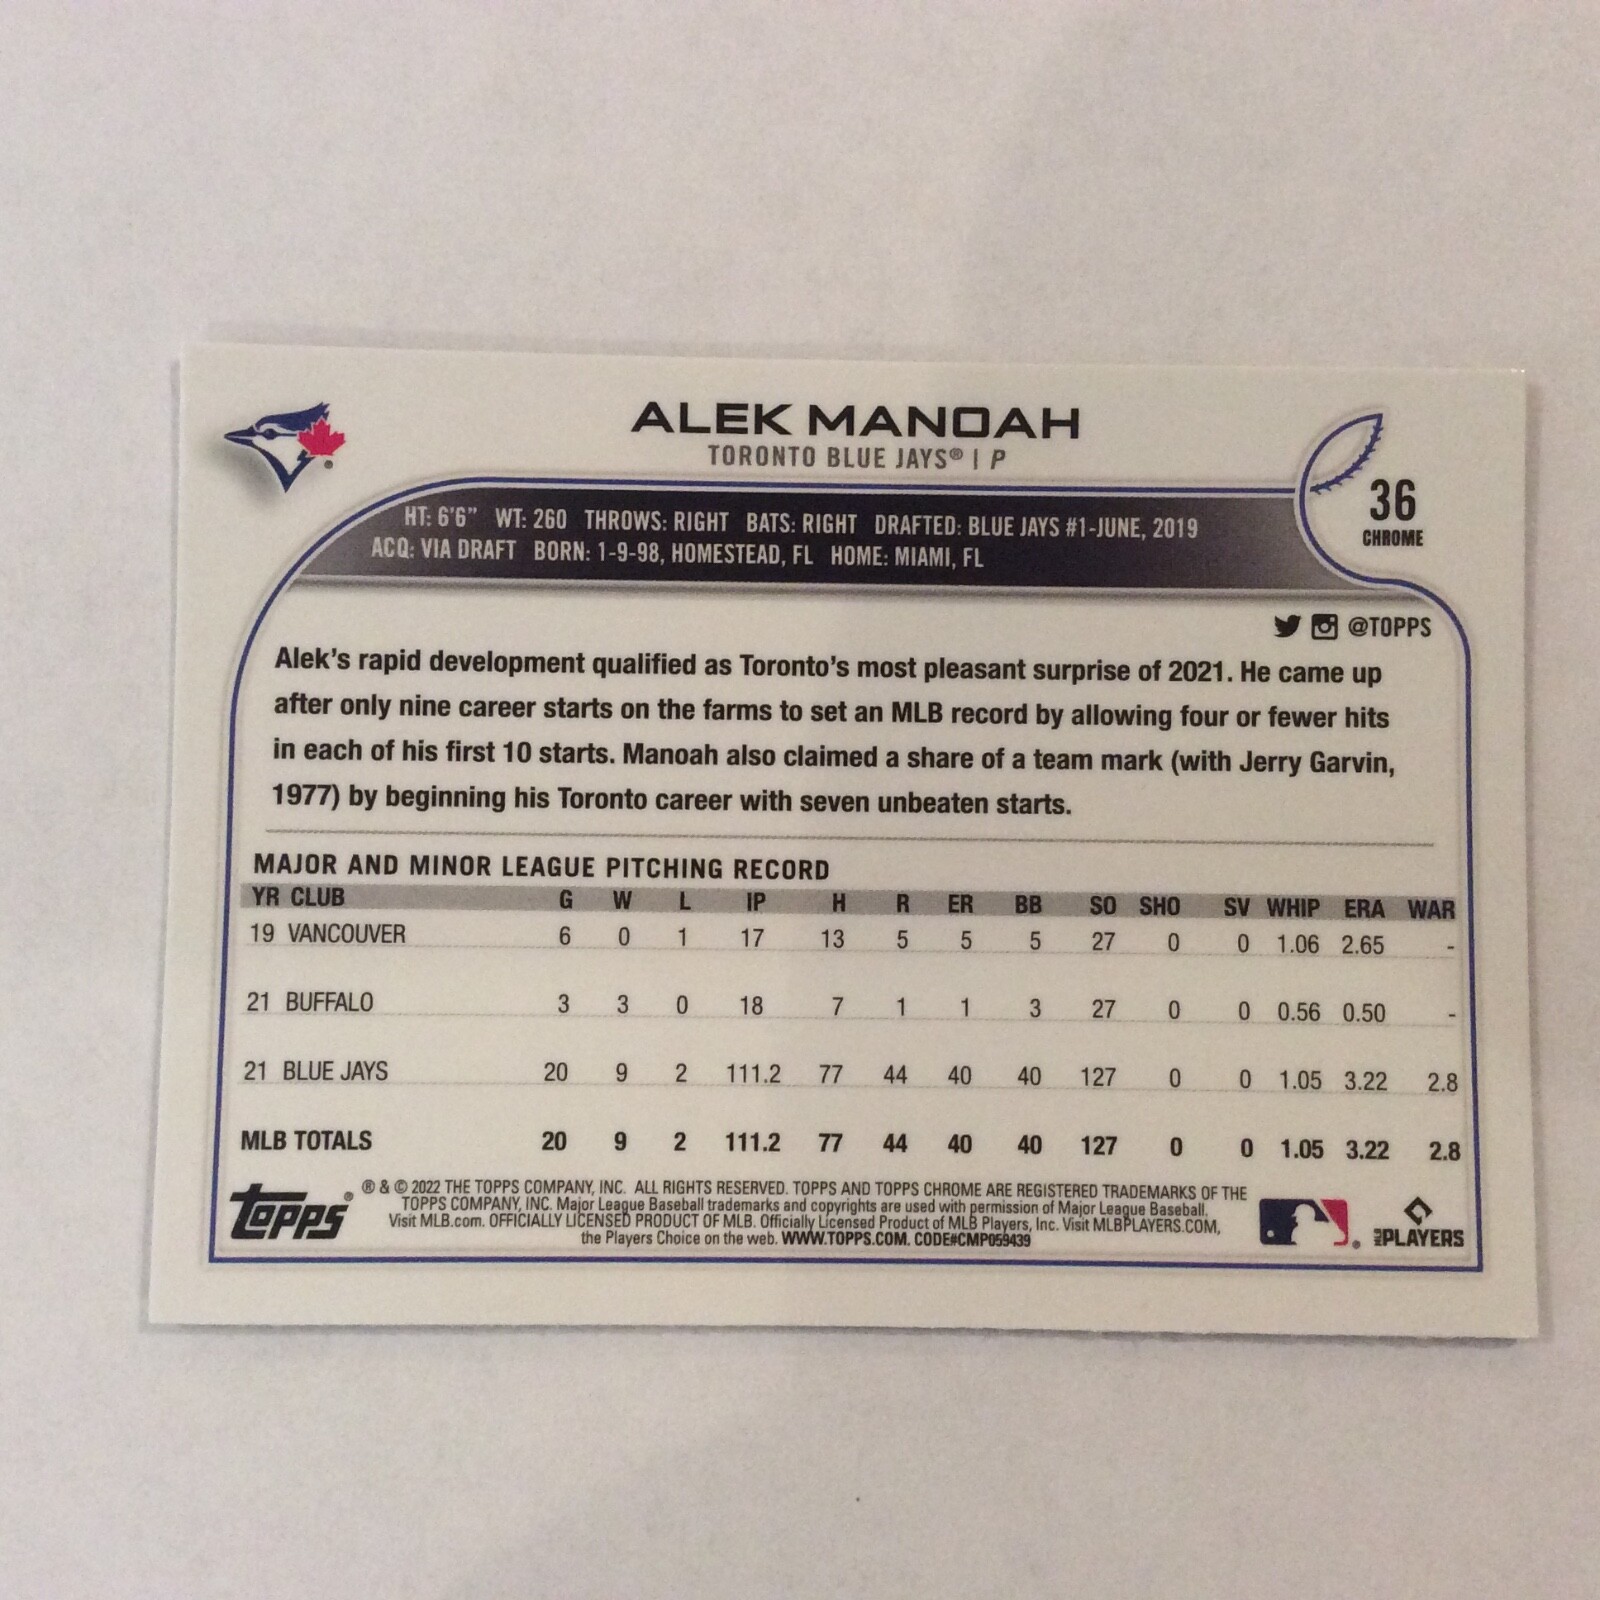 ALEK MANOAH
TORONTO BLUE JAYS® | P
36
CHROME
HT: 6'6" WT: 260 THROWS: RIGHT BATS: RIGHT DRAFTED: BLUE JAYS #1-JUNE, 2019
ACQ: VIA DRAFT BORN: 1-9-98, HOMESTEAD, FL HOME: MIAMI, FL
@TOPPS
Alek's rapid development qualified as Toronto's most pleasant surprise of 2021. He came up
after only nine career starts on the farms to set an MLB record by allowing four or fewer hits
in each of his first 10 starts. Manoah also claimed a share of a team mark (with Jerry Garvin,
1977) by beginning his Toronto career with seven unbeaten starts.
MAJOR AND MINOR LEAGUE PITCHING RECORD
YR CLUB G W L IP H R ER BB SO SHO SV WHIP ERA WAR
19 VANCOUVER 6 0 1 17 13 5 5 5 27 0 0 1.06 2.65 -
21 BUFFALO 3 3 0 18 7 1 1 3 27 0 0 0.56 0.50 -
21 BLUE JAYS 20 9 2 111.2 77 44 40 40 127 0 0 1.05 3.22 2.8
MLB TOTALS 20 9 2 111.2 77 44 40 40 127 0 0 1.05 3.22 2.8
topps®
® & © 2022 THE TOPPS COMPANY, INC. ALL RIGHTS RESERVED. TOPPS AND TOPPS CHROME ARE REGISTERED TRADEMARKS OF THE
TOPPS COMPANY, INC. Major League Baseball trademarks and copyrights are used with permission of Major League Baseball.
Visit MLB.com. OFFICIALLY LICENSED PRODUCT OF MLB. Officially Licensed Product of MLB Players, Inc. Visit MLBPLAYERS.COM,
the Players Choice on the web. WWW.TOPPS.COM. CODE#CMP059439
MLB PLAYERS